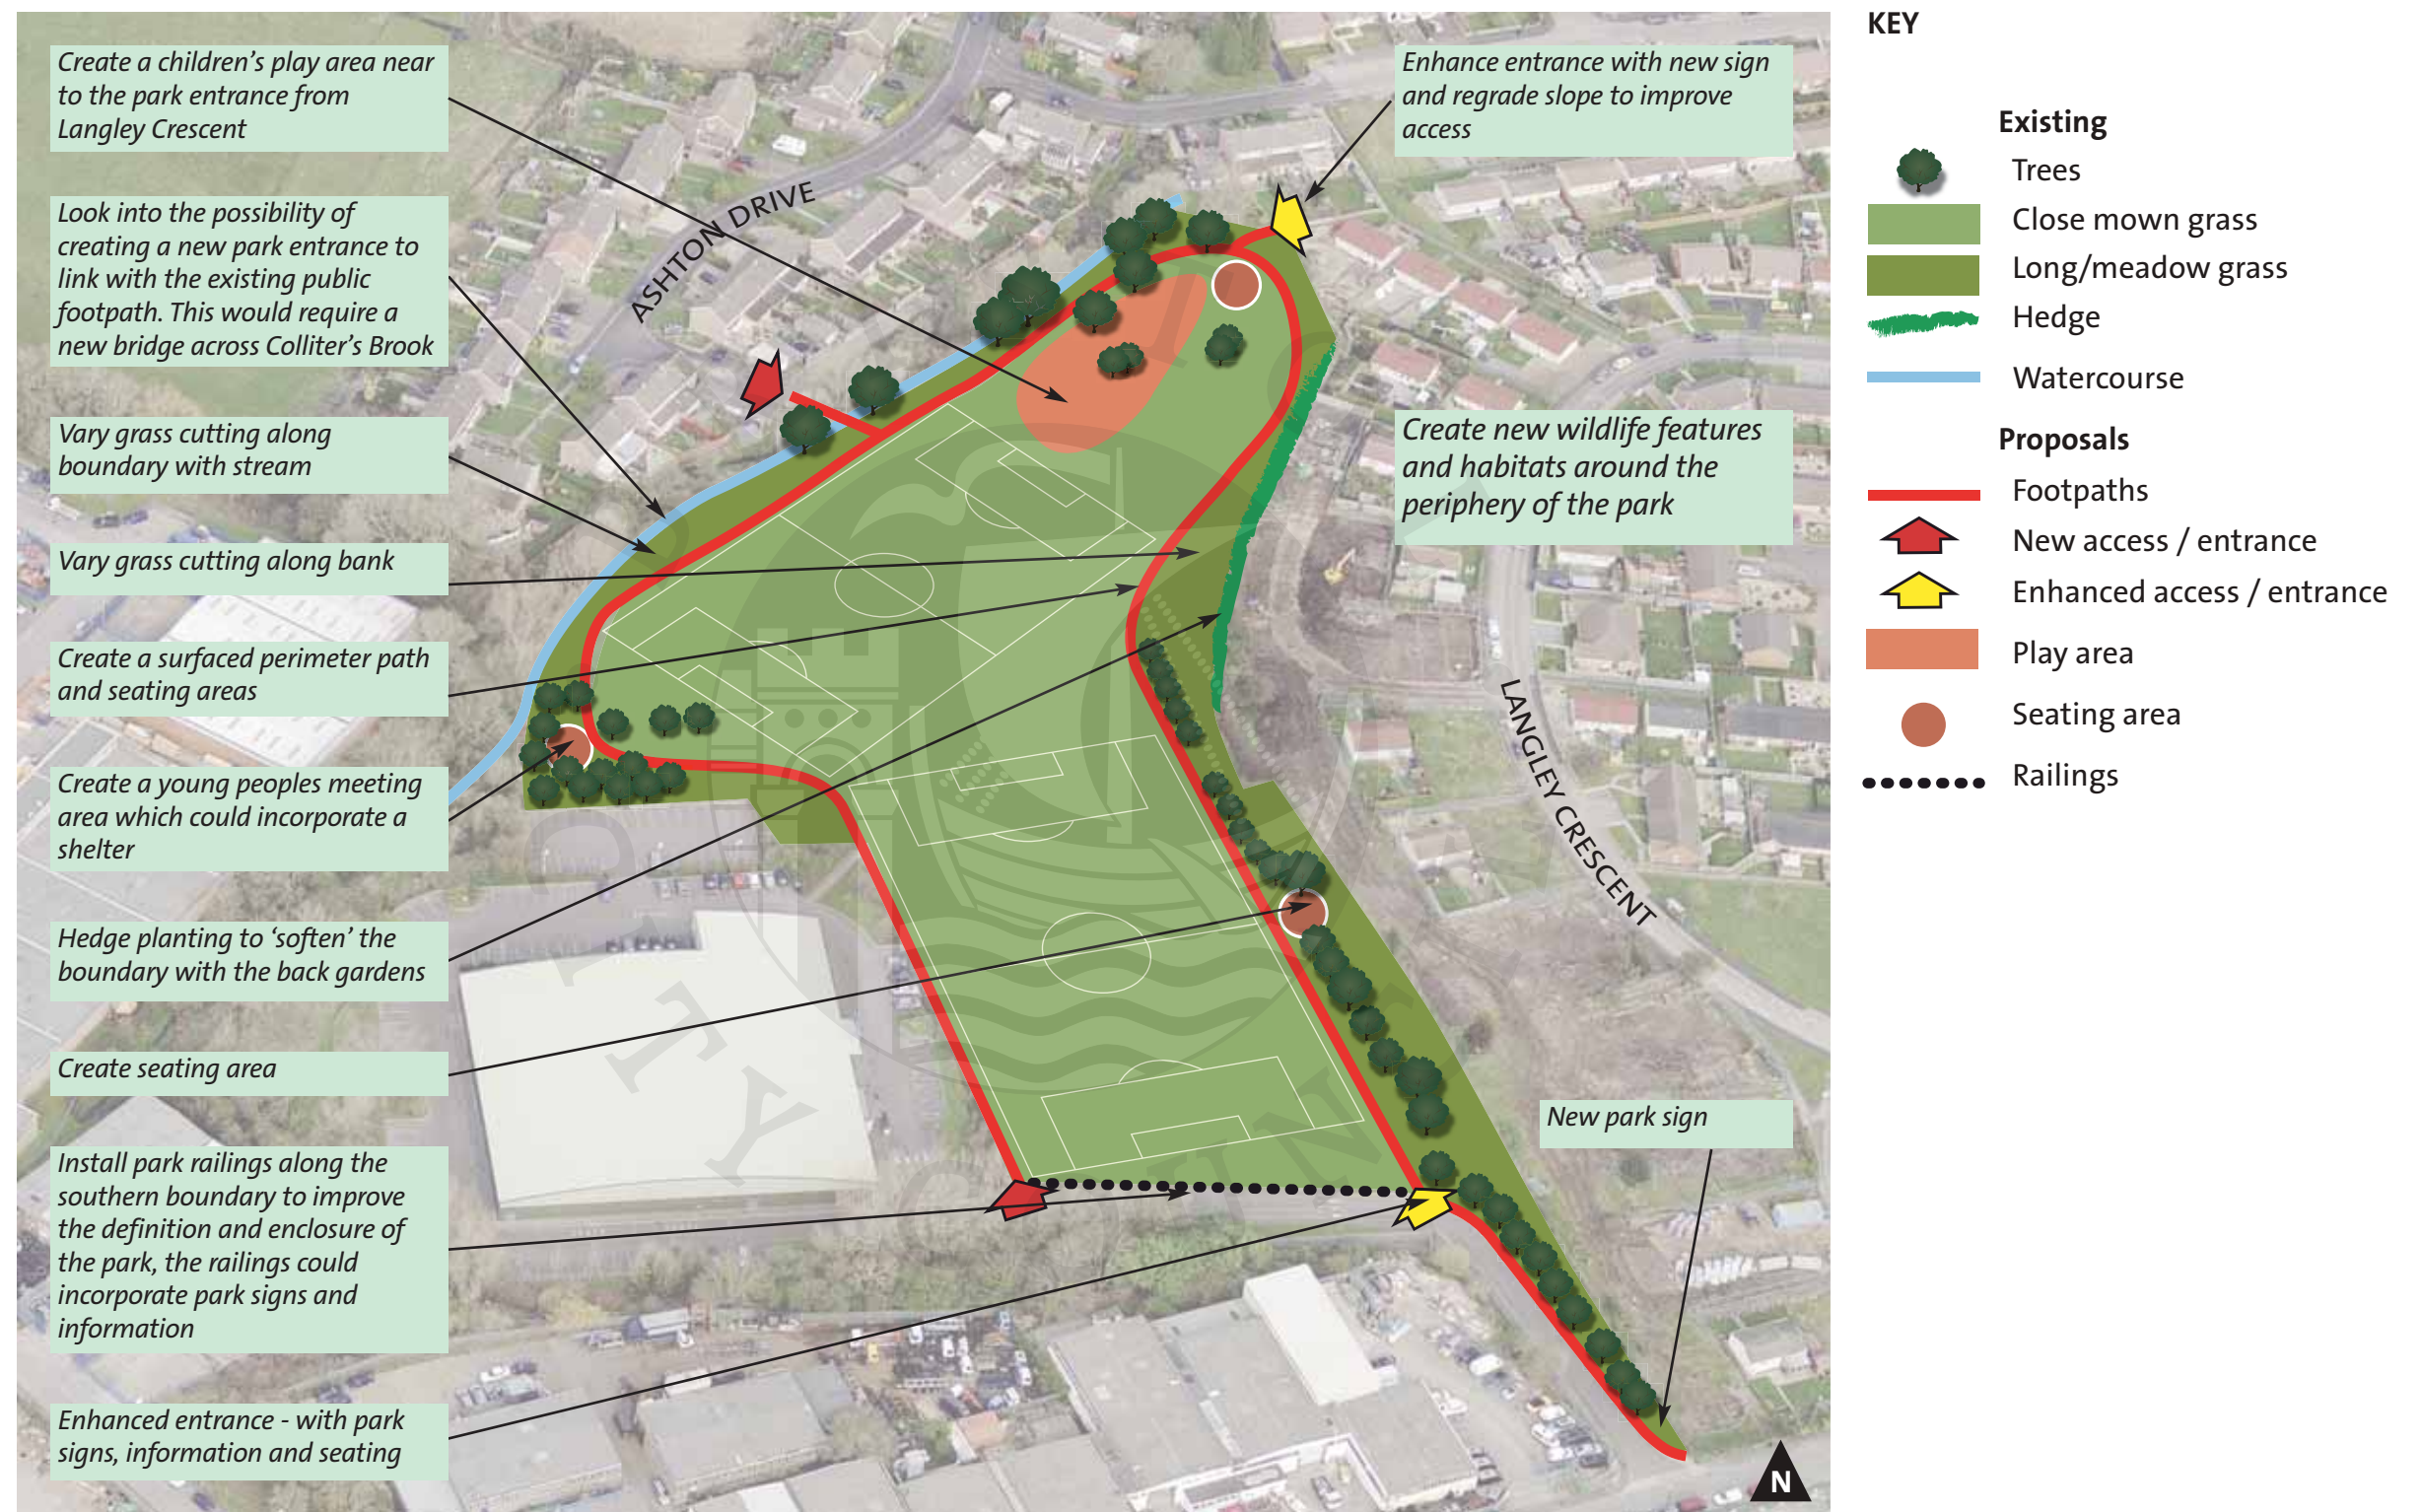 Create a children’s play area near
to the park entrance from
Langley Crescent
Look into the possibility of
creating a new park entrance to
link with the existing public
footpath. This would require a
new bridge across Colliter’s Brook
Vary grass cutting along
boundary with stream
Vary grass cutting along bank
Create a surfaced perimeter path
and seating areas
Create a young peoples meeting
area which could incorporate a
shelter
Hedge planting to ‘soften’ the
boundary with the back gardens
Create seating area
Install park railings along the
southern boundary to improve
the definition and enclosure of
the park, the railings could
incorporate park signs and
information
Enhanced entrance - with park
signs, information and seating
ASHTON DRIVE
Enhance entrance with new sign
and regrade slope to improve
access
Create new wildlife features
and habitats around the
periphery of the park
LANGLEY CRESCENT
New park sign
N
KEY
Existing
Trees
Close mown grass
Long/meadow grass
Hedge
Watercourse
Proposals
Footpaths
New access / entrance
Enhanced access / entrance
Play area
Seating area
Railings